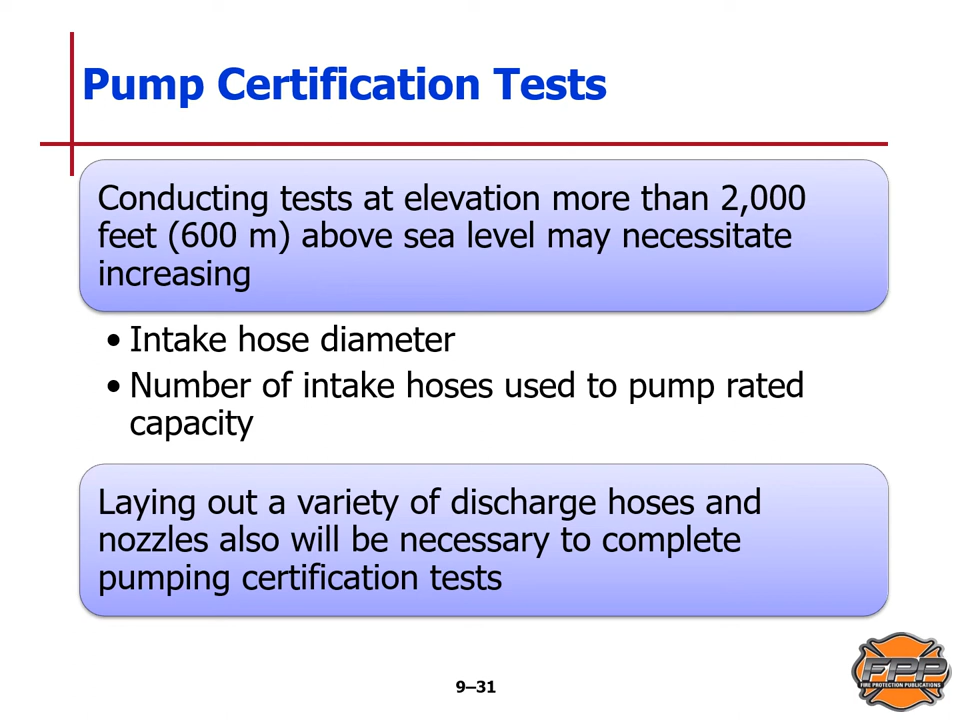 Pump Certification Tests
Conducting tests at elevation more than 2,000
feet (600 m) above sea level may necessitate
increasing
• Intake hose diameter
• Number of intake hoses used to pump rated
capacity
Laying out a variety of discharge hoses and
nozzles also will be necessary to complete
pumping certification tests
9–31
FPP
FIRE PROTECTION PUBLICATIONS